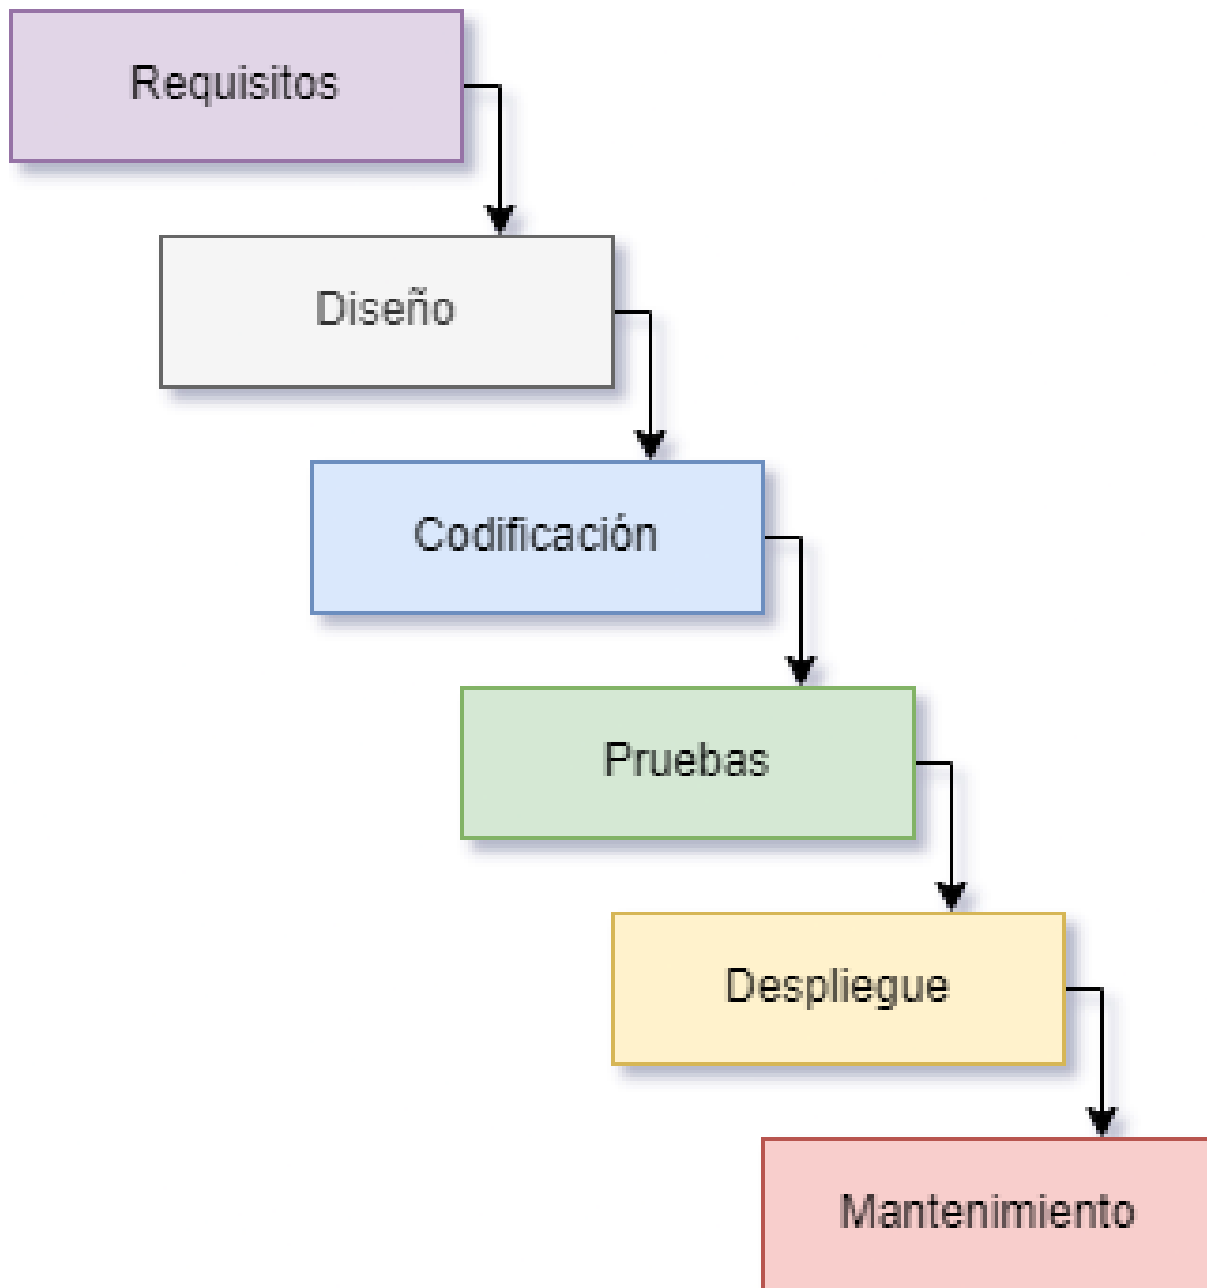 Requisitos
Diseño
Codificación
Pruebas
Despliegue
Mantenimiento